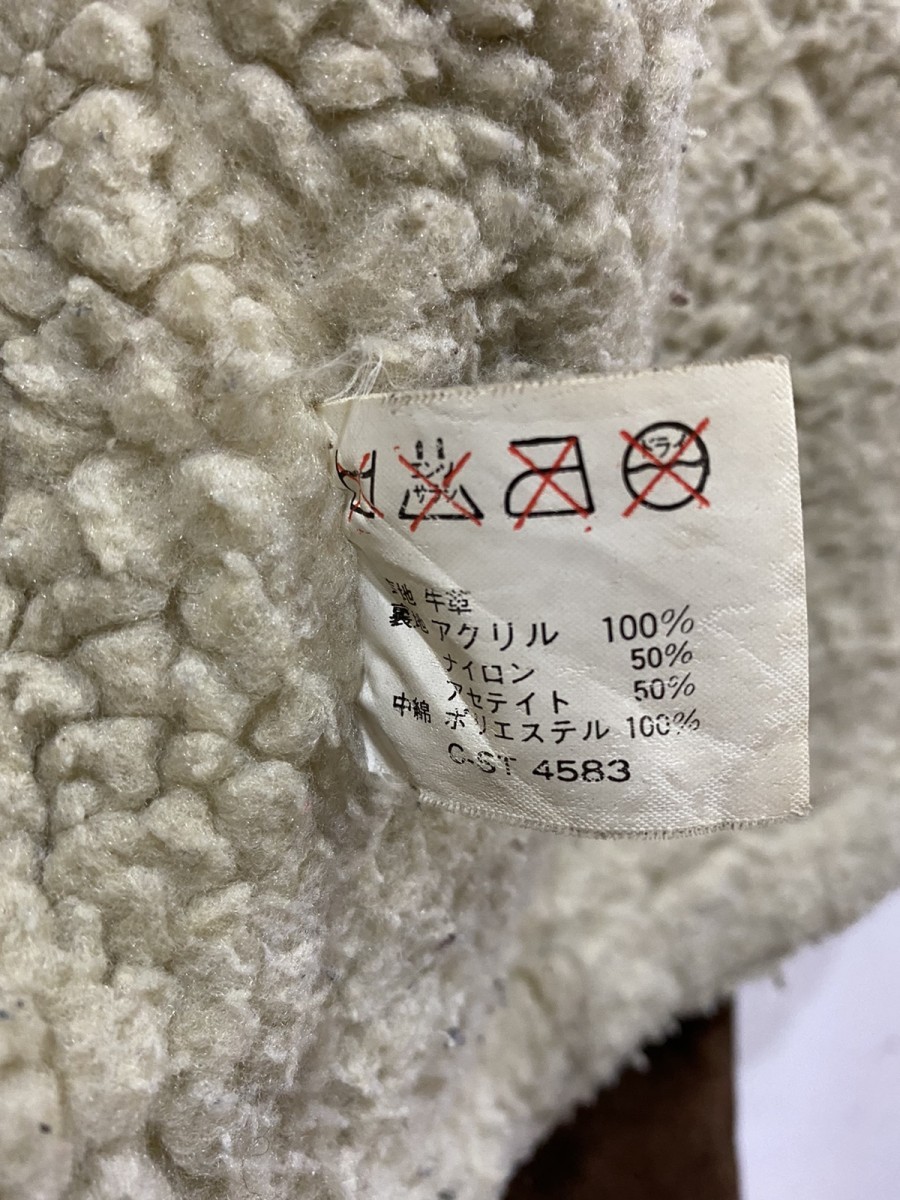 エンソ
サラシ
ドライ
地 牛革
裏地 アクリル 100%
ナイロン 50%
アセテイト 50%
中綿 ポリエステル 100%
C-ST 4583